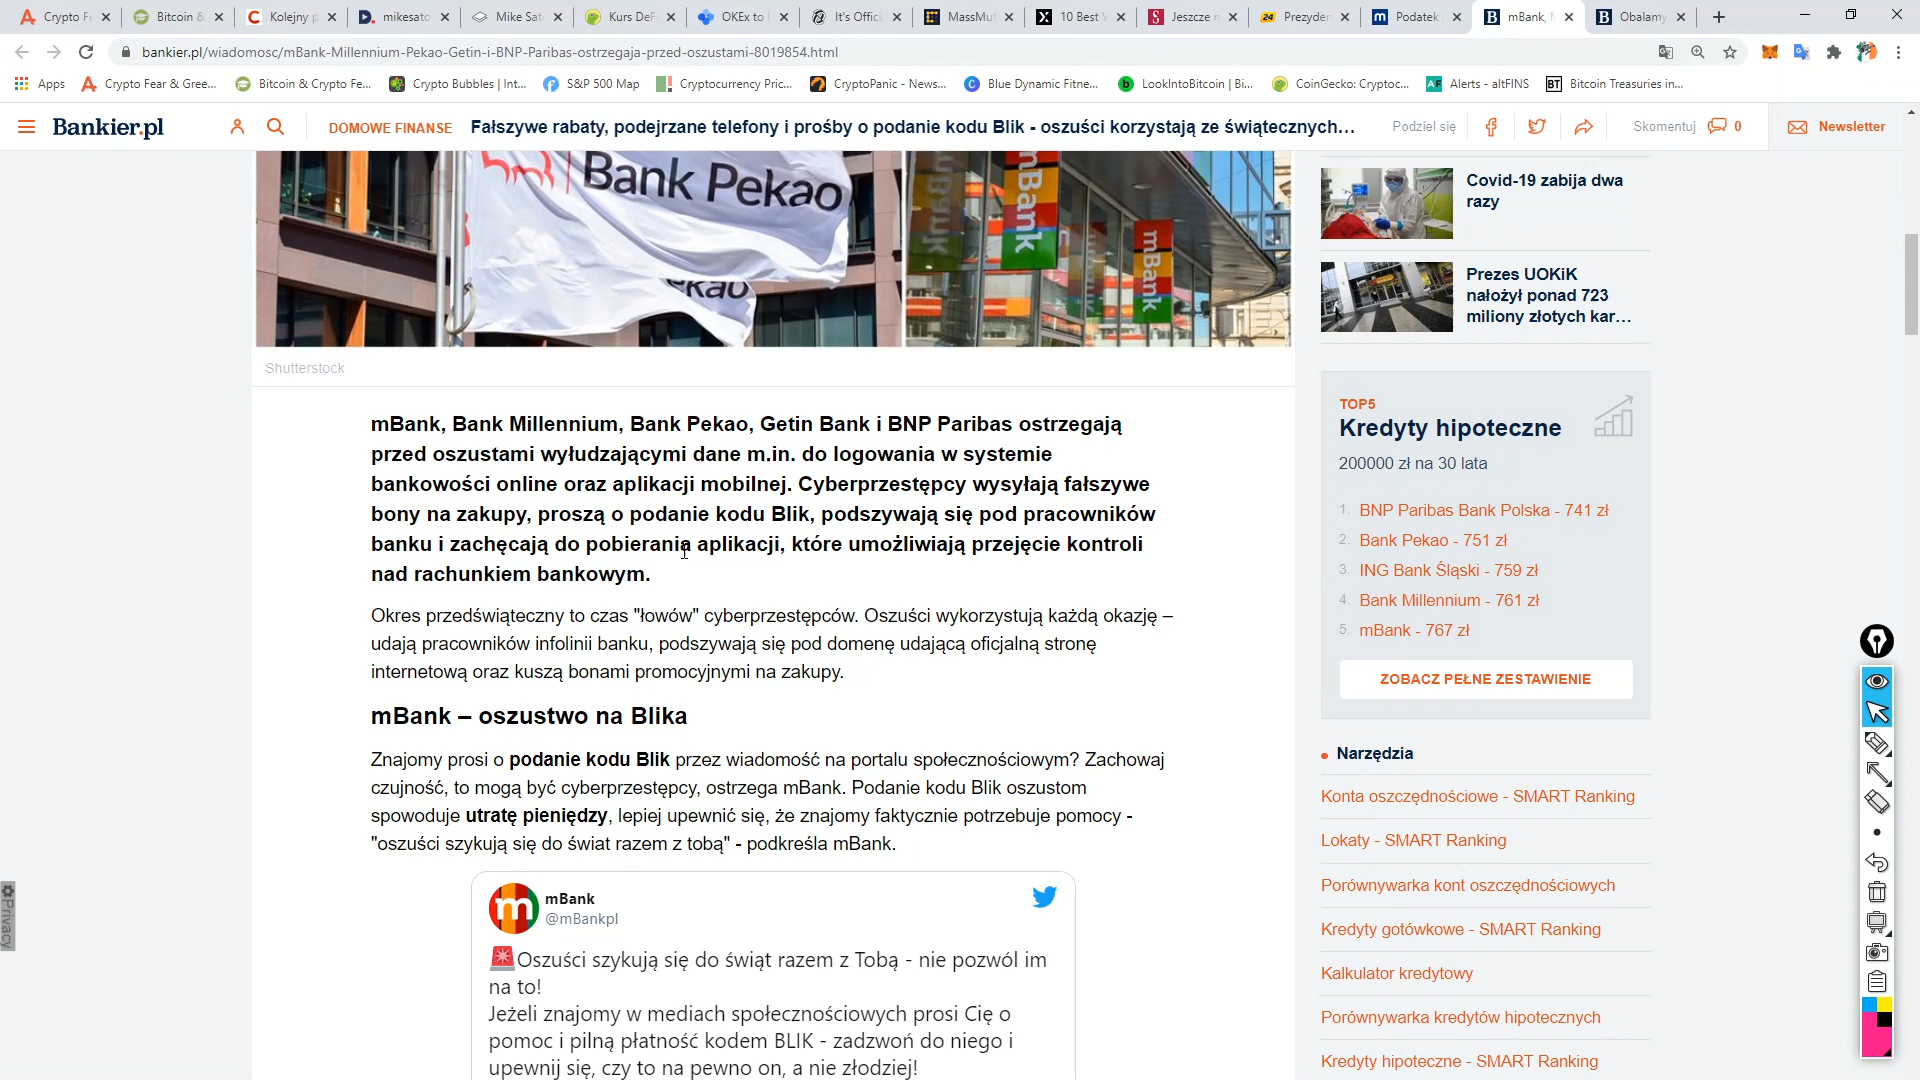 Crypto F
Bitcoin &
Kolejny p
mikesato
Mike Sat
Kurs DeF
OKEx to
It's Offici
MassMut
10 Best
Jeszcze
Prezyden
Podatek
mBank,
Obalamy
bankier.pl/wiadomosc/mBank-Millennium-Pekao-Getin-i-BNP-Paribas-ostrzegaja-przed-oszustami-8019854.html
Apps
Crypto Fear & Gree...
Bitcoin & Crypto Fe...
Crypto Bubbles | Int...
S&P 500 Map
Cryptocurrency Pric...
CryptoPanic - News...
Blue Dynamic Fitne...
LookIntoBitcoin | Bi...
CoinGecko: Cryptoc...
Alerts - altFINS
Bitcoin Treasuries in...
Bankier.pl
DOMOWE FINANSE
Fałszywe rabaty, podejrzane telefony i prośby o podanie kodu Blik - oszuści korzystają ze świątecznych...
Podziel się
Skomentuj 0
Newsletter
Bank Pekao
ekao
mBank
mBank
mBank
Shutterstock
mBank, Bank Millennium, Bank Pekao, Getin Bank i BNP Paribas ostrzegają
przed oszustami wyłudzającymi dane m.in. do logowania w systemie
bankowości online oraz aplikacji mobilnej. Cyberprzestępcy wysyłają fałszywe
bony na zakupy, proszą o podanie kodu Blik, podszywają się pod pracowników
banku i zachęcają do pobierania aplikacji, które umożliwiają przejęcie kontroli
nad rachunkiem bankowym.
Okres przedświąteczny to czas "łowów" cyberprzestępców. Oszuści wykorzystują każdą okazję –
udają pracowników infolinii banku, podszywają się pod domenę udającą oficjalną stronę
internetową oraz kuszą bonami promocyjnymi na zakupy.
mBank – oszustwo na Blika
Znajomy prosi o podanie kodu Blik przez wiadomość na portalu społecznościowym? Zachowaj
czujność, to mogą być cyberprzestępcy, ostrzega mBank. Podanie kodu Blik oszustom
spowoduje utratę pieniędzy, lepiej upewnić się, że znajomy faktycznie potrzebuje pomocy -
"oszuści szykują się do świat razem z tobą" - podkreśla mBank.
m
mBank
@mBankpl
🚨Oszuści szykują się do świąt razem z Tobą - nie pozwól im
na to!
Jeżeli znajomy w mediach społecznościowych prosi Cię o
pomoc i pilną płatność kodem BLIK - zadzwoń do niego i
upewnij się, czy to na pewno on, a nie złodziej!
Covid-19 zabija dwa
razy
Prezes UOKiK
nałożył ponad 723
miliony złotych kar...
TOP5
Kredyty hipoteczne
200000 zł na 30 lata
1. BNP Paribas Bank Polska - 741 zł
2. Bank Pekao - 751 zł
3. ING Bank Śląski - 759 zł
4. Bank Millennium - 761 zł
5. mBank - 767 zł
ZOBACZ PEŁNE ZESTAWIENIE
Narzędzia
Konta oszczędnościowe - SMART Ranking
Lokaty - SMART Ranking
Porównywarka kont oszczędnościowych
Kredyty gotówkowe - SMART Ranking
Kalkulator kredytowy
Porównywarka kredytów hipotecznych
Kredyty hipoteczne - SMART Ranking
Privacy